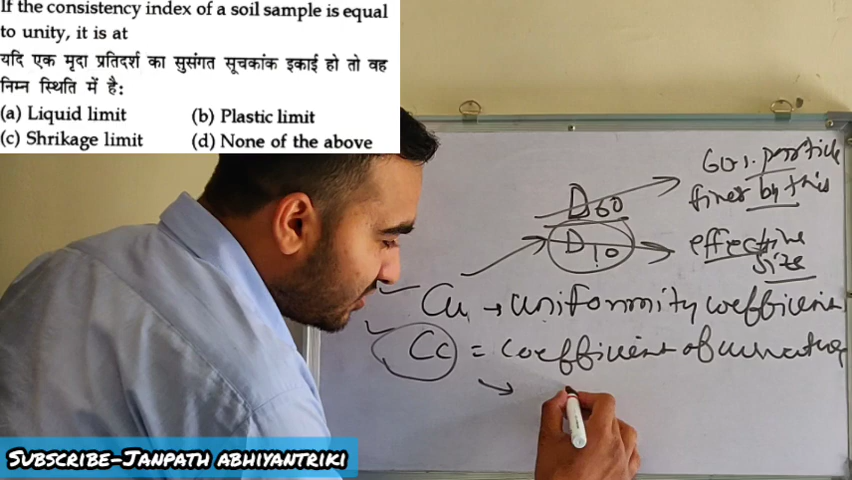 If the consistency index of a soil sample is equal
to unity, it is at
यदि एक मृदा प्रतिदर्श का सुसंगत सूचकांक इकाई हो तो वह
निम्न स्थिति में है:
(a) Liquid limit (b) Plastic limit
(c) Shrikage limit (d) None of the above
D60 60%. particle
finer by this
D10 effective
size
Cu → uniformity coefficient
Cc = coefficient of curvature
SUBSCRIBE-JANPATH ABHIYANTRIKI